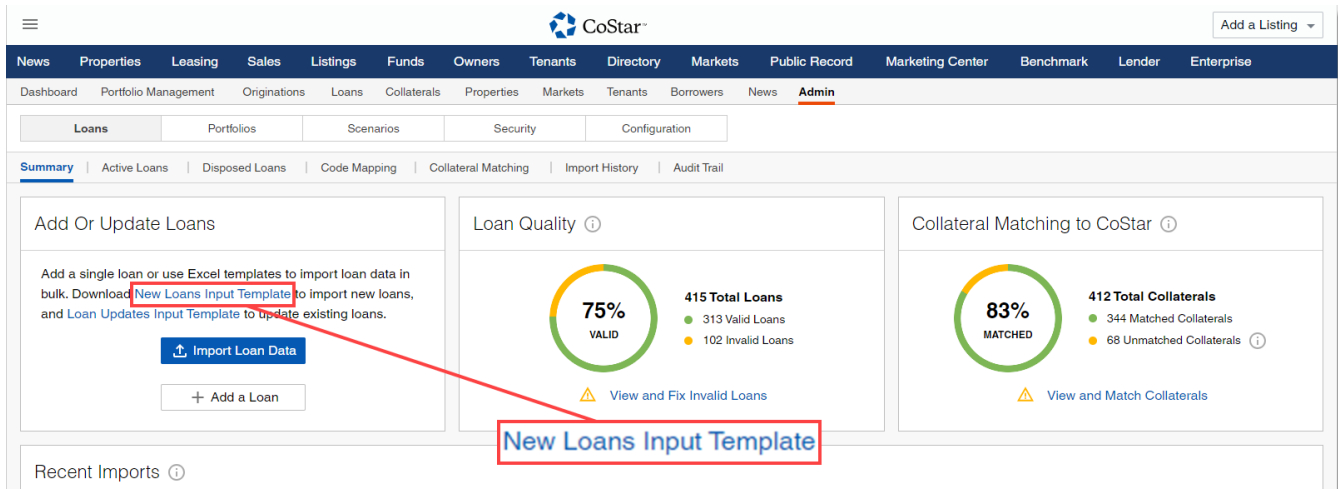 CoStar™
Add a Listing
News Properties Leasing Sales Listings Funds Owners Tenants Directory Markets Public Record Marketing Center Benchmark Lender Enterprise
Dashboard Portfolio Management Originations Loans Collaterals Properties Markets Tenants Borrowers News Admin
Loans Portfolios Scenarios Security Configuration
Summary | Active Loans | Disposed Loans | Code Mapping | Collateral Matching | Import History | Audit Trail
Add Or Update Loans
Add a single loan or use Excel templates to import loan data in
bulk. Download New Loans Input Template to import new loans,
and Loan Updates Input Template to update existing loans.
Import Loan Data
+ Add a Loan
Loan Quality
75%
VALID
415 Total Loans
313 Valid Loans
102 Invalid Loans
View and Fix Invalid Loans
Collateral Matching to CoStar
83%
MATCHED
412 Total Collaterals
344 Matched Collaterals
68 Unmatched Collaterals
View and Match Collaterals
New Loans Input Template
Recent Imports